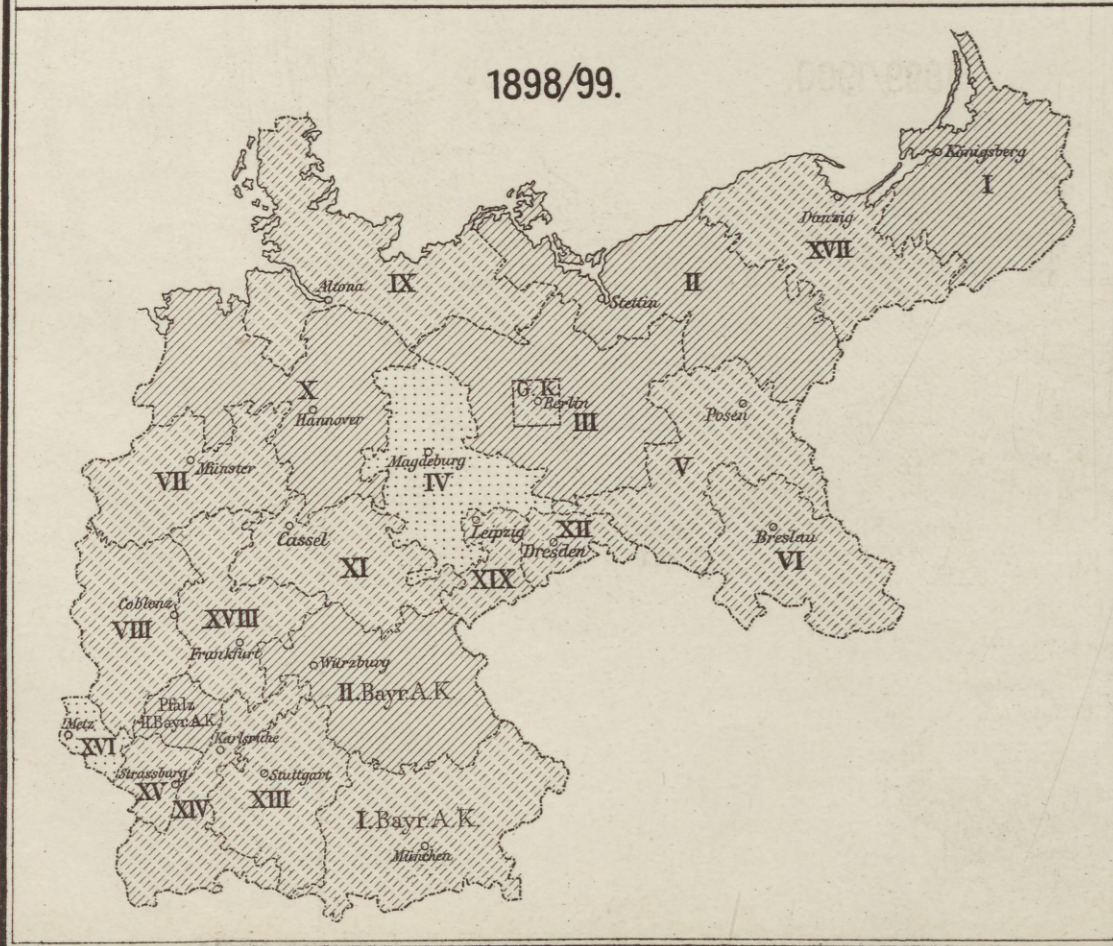 1898/99.
Königsberg
I
Danzig
XVII
Altona
IX
II
Stettin
X
Hannover
G. K.
Berlin
III
Posen
V
Magdeburg
IV
VII
Münster
Cassel
XI
Leipzig
XII
Dresden
XIX
Breslau
VI
Coblenz
VIII
XVIII
Frankfurt
Würzburg
II. Bayr. A. K.
Pfalz
II. Bayr. A. K.
Metz
XVI
Karlsruhe
Strassburg
XV
XIV
Stuttgart
XIII
I. Bayr. A. K.
München